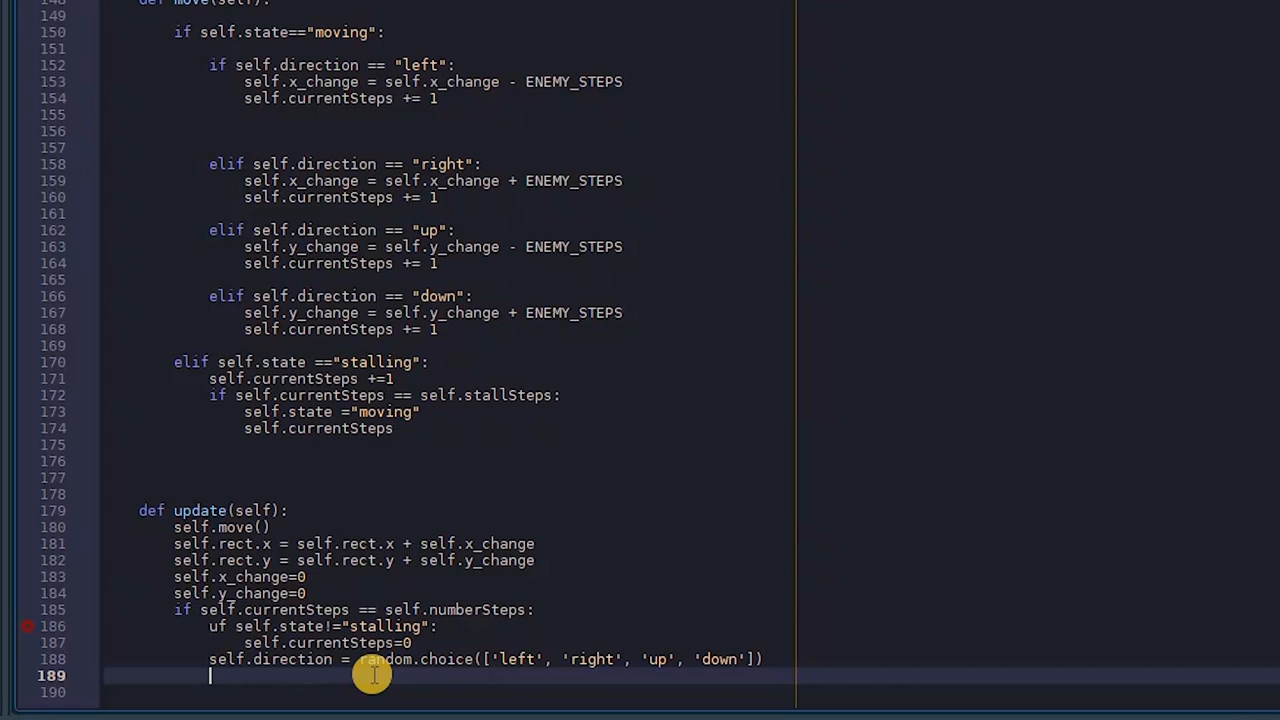 148 def move(self):
149
150 if self.state=="moving":
151
152 if self.direction == "left":
153 self.x_change = self.x_change - ENEMY_STEPS
154 self.currentSteps += 1
155
156
157
158 elif self.direction == "right":
159 self.x_change = self.x_change + ENEMY_STEPS
160 self.currentSteps += 1
161
162 elif self.direction == "up":
163 self.y_change = self.y_change - ENEMY_STEPS
164 self.currentSteps += 1
165
166 elif self.direction == "down":
167 self.y_change = self.y_change + ENEMY_STEPS
168 self.currentSteps += 1
169
170 elif self.state =="stalling":
171 self.currentSteps +=1
172 if self.currentSteps == self.stallSteps:
173 self.state ="moving"
174 self.currentSteps
175
176
177
178
179 def update(self):
180 self.move()
181 self.rect.x = self.rect.x + self.x_change
182 self.rect.y = self.rect.y + self.y_change
183 self.x_change=0
184 self.y_change=0
185 if self.currentSteps == self.numberSteps:
186 uf self.state!="stalling":
187 self.currentSteps=0
188 self.direction = random.choice(['left', 'right', 'up', 'down'])
189
190